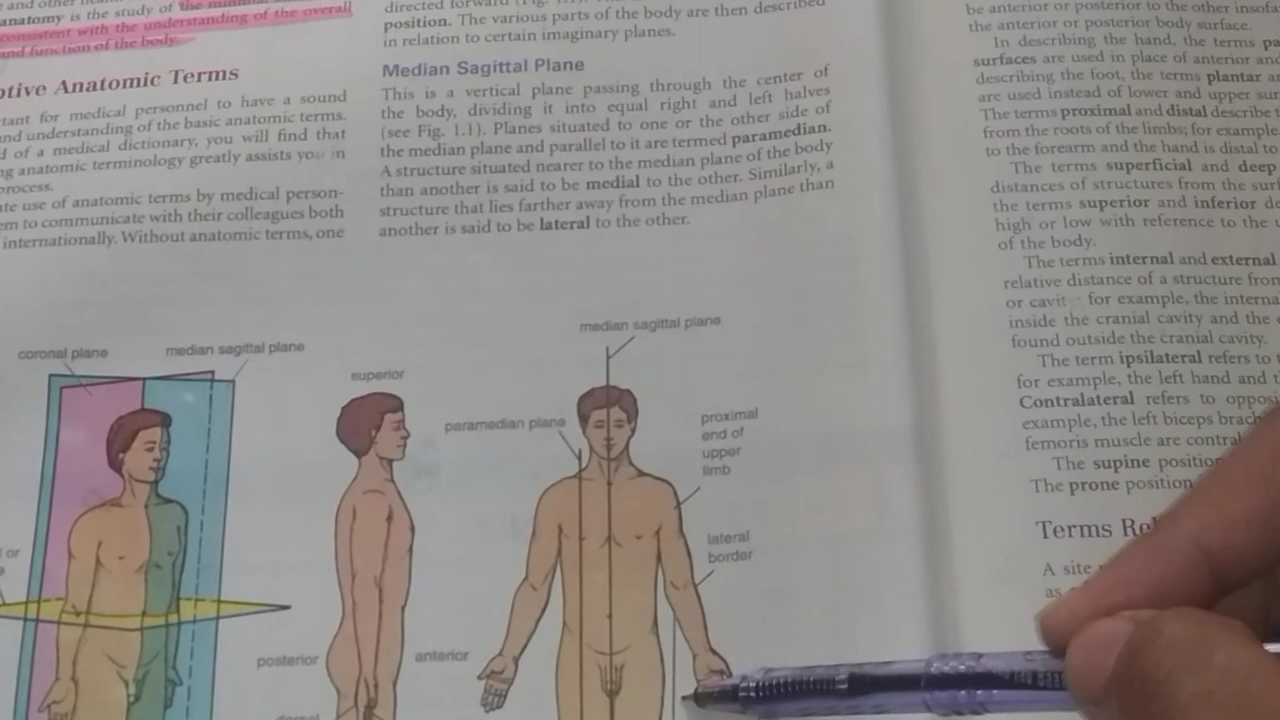 and other
anatomy is the study of the minimal
consistent with the understanding of the overall
and function of the body.
Anatomic Terms
for medical personnel to have a sound
understanding of the basic anatomic terms.
of a medical dictionary, you will find that
anatomic terminology greatly assists you in
process.
use of anatomic terms by medical person-
to communicate with their colleagues both
internationally. Without anatomic terms, one
directed forward
position. The various parts of the body are then described
in relation to certain imaginary planes.
Median Sagittal Plane
This is a vertical plane passing through the center of
the body, dividing it into equal right and left halves
(see Fig. 1.1). Planes situated to one or the other side of
the median plane and parallel to it are termed paramedian.
A structure situated nearer to the median plane of the body
than another is said to be medial to the other. Similarly, a
structure that lies farther away from the median plane than
another is said to be lateral to the other.
be anterior or posterior to the other
the anterior or posterior body surface.
In describing the hand, the terms
surfaces are used in place of anterior
describing the foot, the terms plantar
are used instead of lower and upper
The terms proximal and distal describe
from the roots of the limbs; for example
to the forearm and the hand is distal to
The terms superficial and deep
distances of structures from the
the terms superior and inferior
high or low with reference to the
of the body.
The terms internal and external
relative distance of a structure from
or for example, the
inside the cranial cavity and the
found outside the cranial cavity.
The term ipsilateral refers to
for example, the left hand and
Contralateral refers to
example, the left biceps
femoris muscle are
The supine position
The prone position
Terms
A site
as
coronal plane
median sagittal plane
or
superior
posterior
anterior
median sagittal plane
paramedian plane
proximal
end of
upper
limb
lateral
border